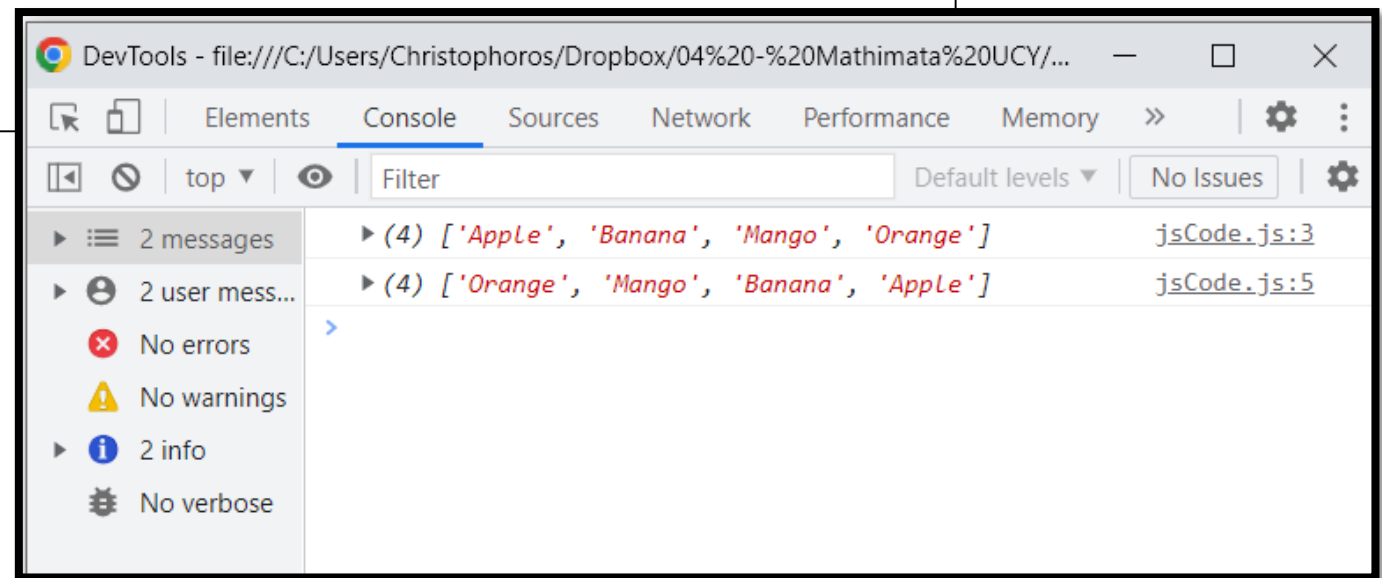 DevTools - file:///C:/Users/Christophoros/Dropbox/04%20-%20Mathimata%20UCY/...
Elements Console Sources Network Performance Memory »
top ▼ Filter Default levels ▼ No Issues
2 messages
(4) ['Apple', 'Banana', 'Mango', 'Orange'] jsCode.js:3
2 user mess...
(4) ['Orange', 'Mango', 'Banana', 'Apple'] jsCode.js:5
>
No errors
No warnings
2 info
No verbose